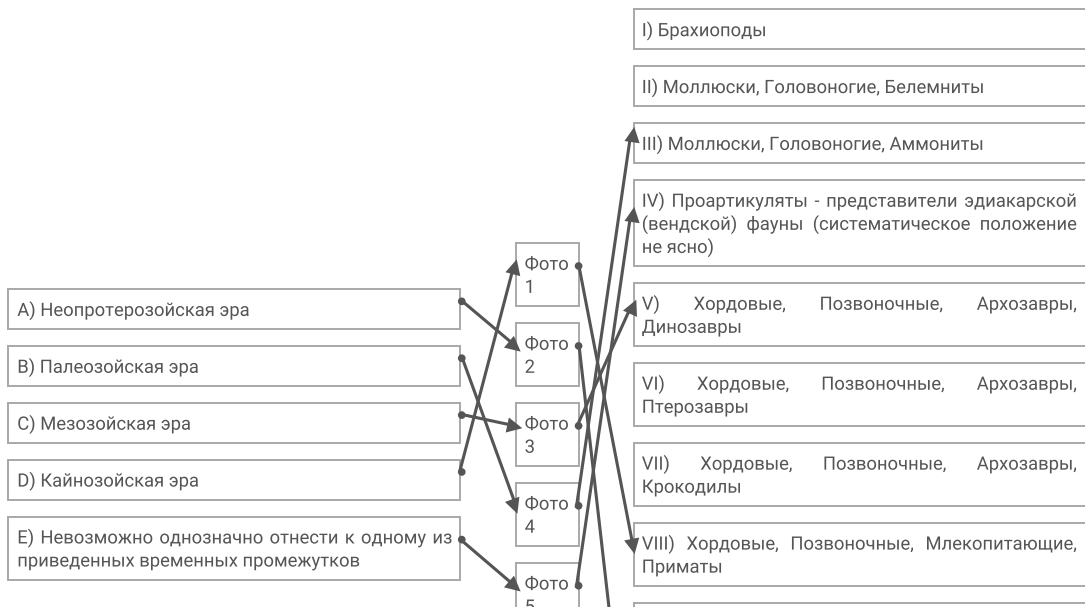 I) Брахиоподы
II) Моллюски, Головоногие, Белемниты
III) Моллюски, Головоногие, Аммониты
IV) Проартикуляты - представители эдиакарской
(вендской) фауны (систематическое положение
не ясно)
V) Хордовые, Позвоночные, Архозавры,
Динозавры
VI) Хордовые, Позвоночные, Архозавры,
Птерозавры
VII) Хордовые, Позвоночные, Архозавры,
Крокодилы
VIII) Хордовые, Позвоночные, Млекопитающие,
Приматы
Фото
1
Фото
2
Фото
3
Фото
4
Фото
5
A) Неопротерозойская эра
B) Палеозойская эра
C) Мезозойская эра
D) Кайнозойская эра
E) Невозможно однозначно отнести к одному из
приведенных временных промежутков